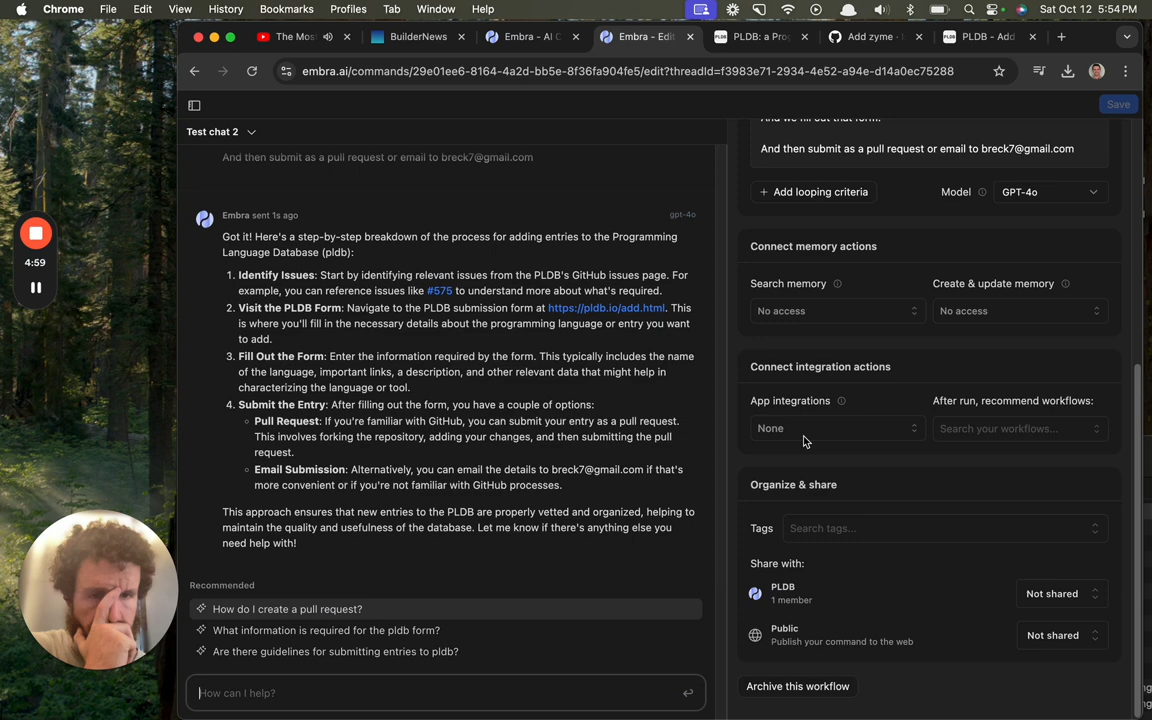 Chrome File Edit View History Bookmarks Profiles Tab Window Help Sat Oct 12 5:54 PM
The Mos BuilderNews Embra - AI C Embra - Edit PLDB: a Pro Add zyme · PLDB - Add
embra.ai/commands/29e01ee6-8164-4a2d-bb5e-8f36fa904fe5/edit?threadId=f3983e71-2934-4e52-a94e-d14a0ec75288
Save
Test chat 2
And then submit as a pull request or email to breck7@gmail.com
Embra sent 1s ago gpt-4o
Got it! Here's a step-by-step breakdown of the process for adding entries to the Programming
Language Database (pldb):
1. Identify Issues: Start by identifying relevant issues from the PLDB's GitHub issues page. For
example, you can reference issues like #575 to understand more about what's required.
2. Visit the PLDB Form: Navigate to the PLDB submission form at https://pldb.io/add.html. This
is where you'll fill in the necessary details about the programming language or entry you want
to add.
3. Fill Out the Form: Enter the information required by the form. This typically includes the name
of the language, important links, a description, and other relevant data that might help in
characterizing the language or tool.
4. Submit the Entry: After filling out the form, you have a couple of options:
Pull Request: If you're familiar with GitHub, you can submit your entry as a pull request.
This involves forking the repository, adding your changes, and then submitting the pull
request.
Email Submission: Alternatively, you can email the details to breck7@gmail.com if that's
more convenient or if you're not familiar with GitHub processes.
This approach ensures that new entries to the PLDB are properly vetted and organized, helping to
maintain the quality and usefulness of the database. Let me know if there's anything else you
need help with!
Recommended
How do I create a pull request?
What information is required for the pldb form?
Are there guidelines for submitting entries to pldb?
How can I help?
And we fill out that form.
And then submit as a pull request or email to breck7@gmail.com
+ Add looping criteria Model GPT-4o
Connect memory actions
Search memory Create & update memory
No access No access
Connect integration actions
App integrations After run, recommend workflows:
None Search your workflows...
Organize & share
Tags Search tags...
Share with:
PLDB
1 member
Not shared
Public
Publish your command to the web
Not shared
Archive this workflow
4:59